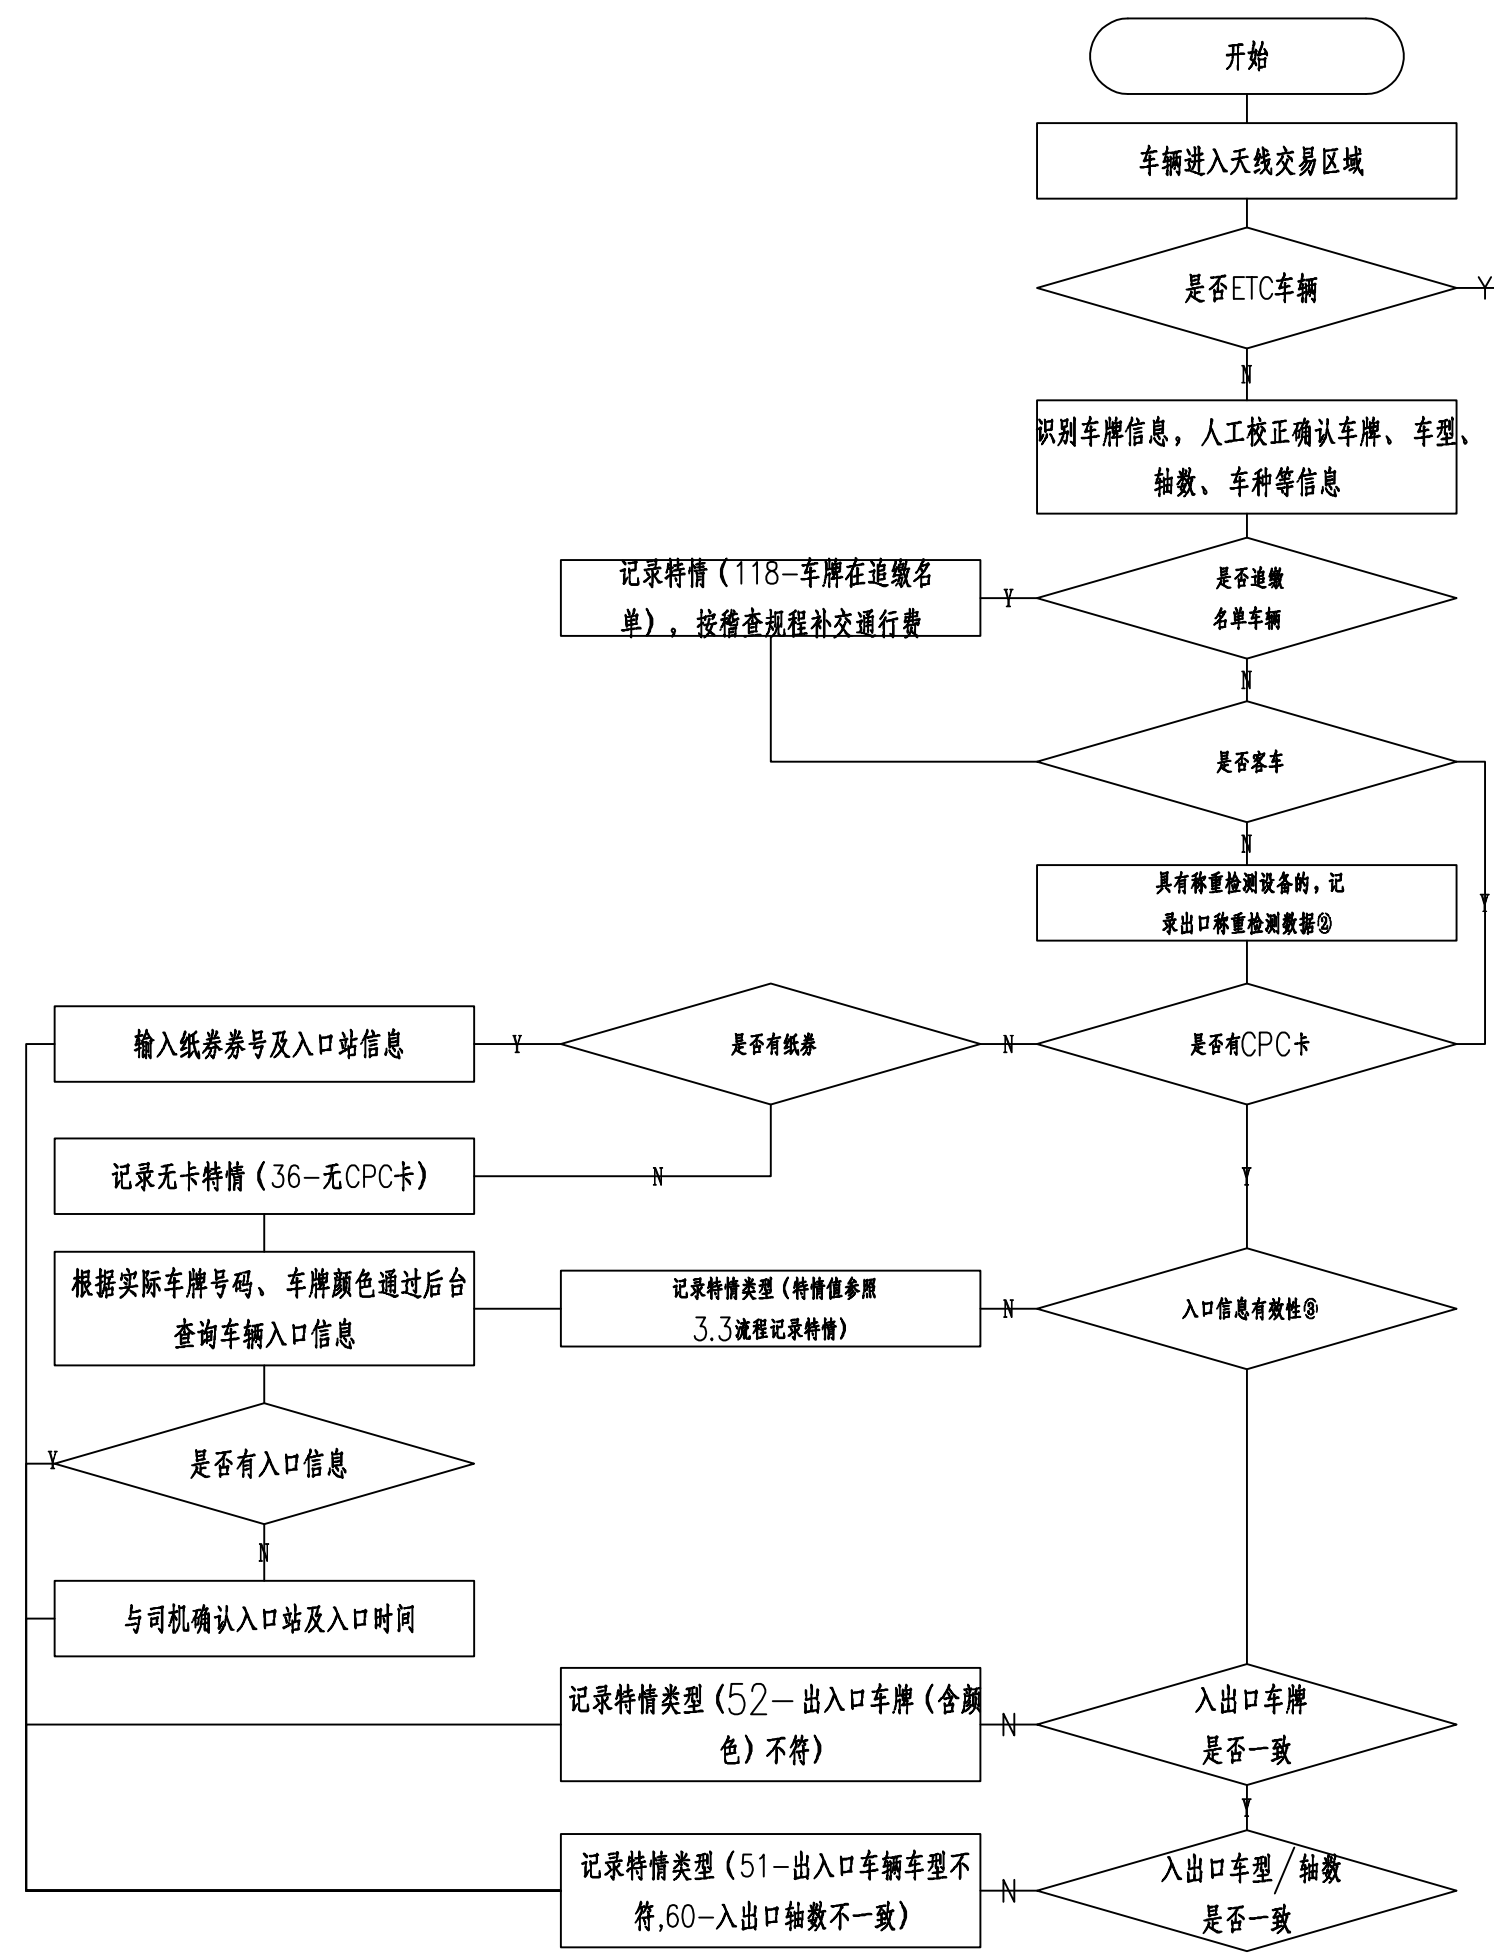 开始
车辆进入天线交易区域
是否ETC车辆
Y
N
识别车牌信息，人工校正确认车牌、车型、
轴数、车种等信息
记录特情（118-车牌在追缴名
单），按稽查规程补交通行费
Y
是否追缴
名单车辆
N
是否客车
N
Y
具有称重检测设备的，记
录出口称重检测数据②
输入纸券券号及入口站信息
Y
是否有纸券
N
是否有CPC卡
记录无卡特情（36-无CPC卡）
N
Y
根据实际车牌号码、车牌颜色通过后台
查询车辆入口信息
记录特情类型（特情值参照
3.3流程记录特情）
N
入口信息有效性③
Y
是否有入口信息
N
与司机确认入口站及入口时间
记录特情类型（52-出入口车牌（含颜
色）不符）
N
入出口车牌
是否一致
Y
记录特情类型（51-出入口车辆车型不
符,60-入出口轴数不一致）
N
入出口车型/轴数
是否一致